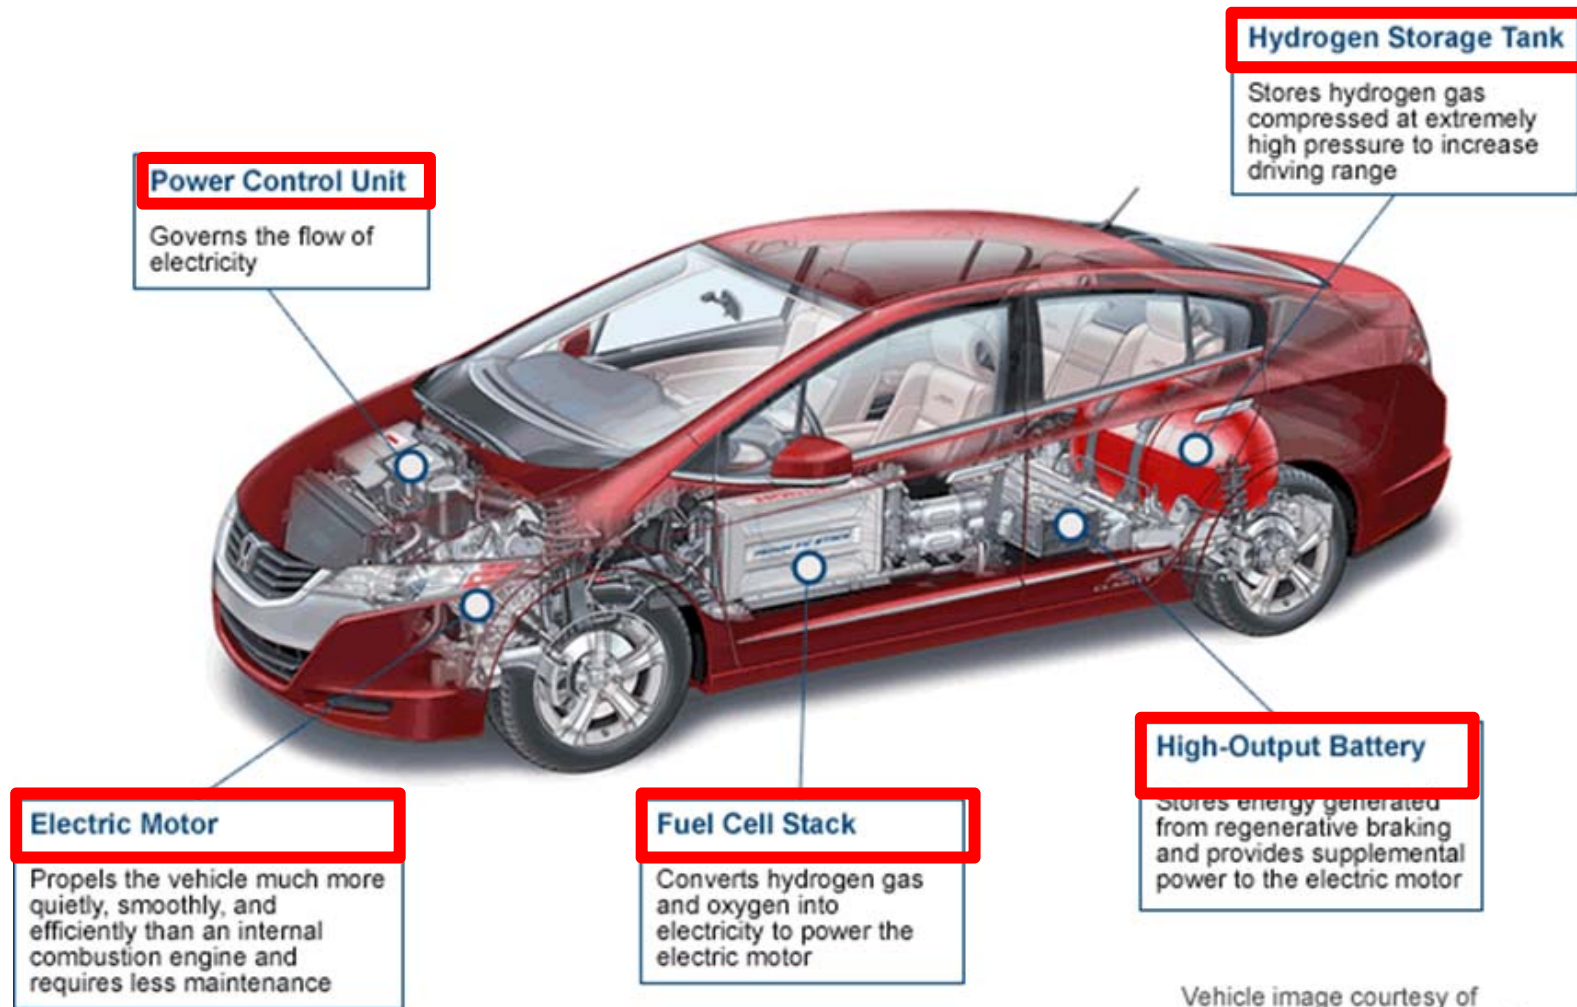 Hydrogen Storage Tank
Stores hydrogen gas
compressed at extremely
high pressure to increase
driving range
Power Control Unit
Governs the flow of
electricity
High-Output Battery
Stores energy generated
from regenerative braking
and provides supplemental
power to the electric motor
Electric Motor
Propels the vehicle much more
quietly, smoothly, and
efficiently than an internal
combustion engine and
requires less maintenance
Fuel Cell Stack
Converts hydrogen gas
and oxygen into
electricity to power the
electric motor
Vehicle image courtesy of